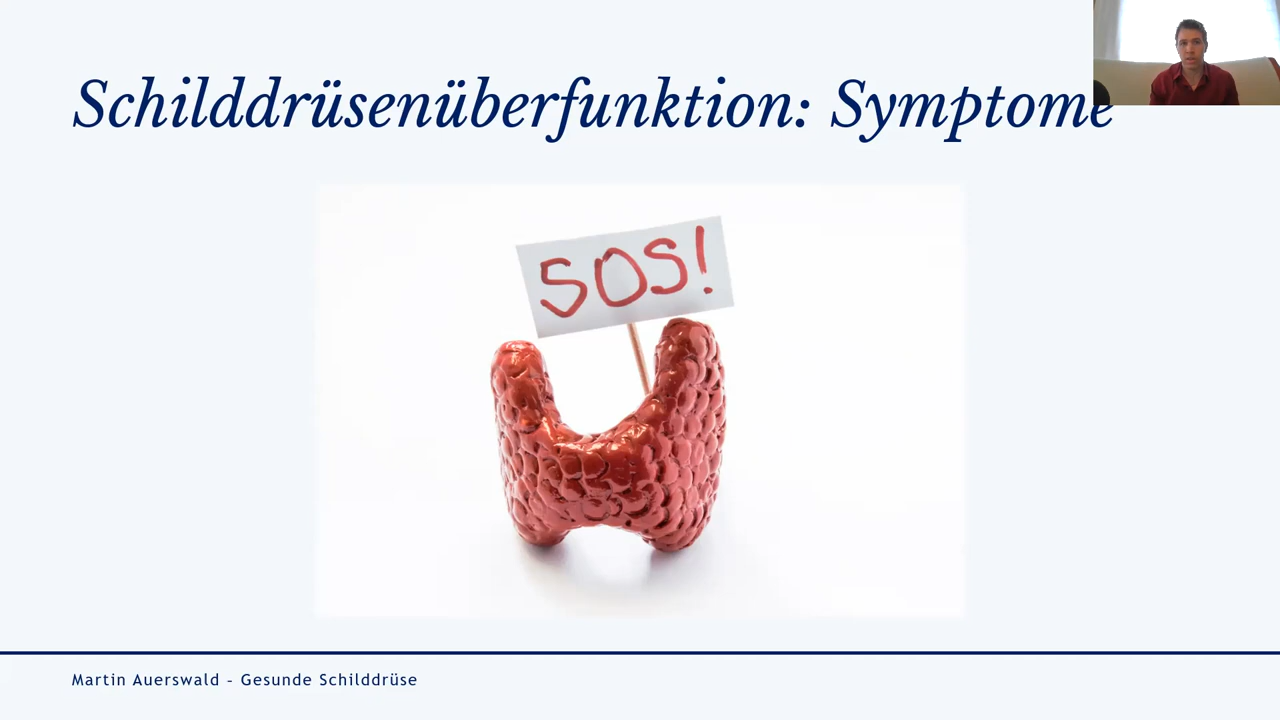 Schilddrüsenüberfunktion: Symptome
SOS!
Martin Auerswald – Gesunde Schilddrüse